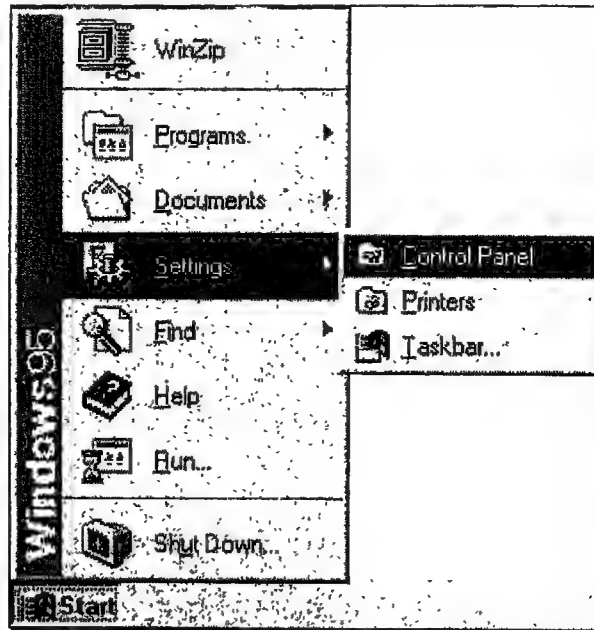 WinZip
Programs
Documents
Settings
Control Panel
Printers
Taskbar...
Find
Help
Run...
Shut Down...
Windows95
Start